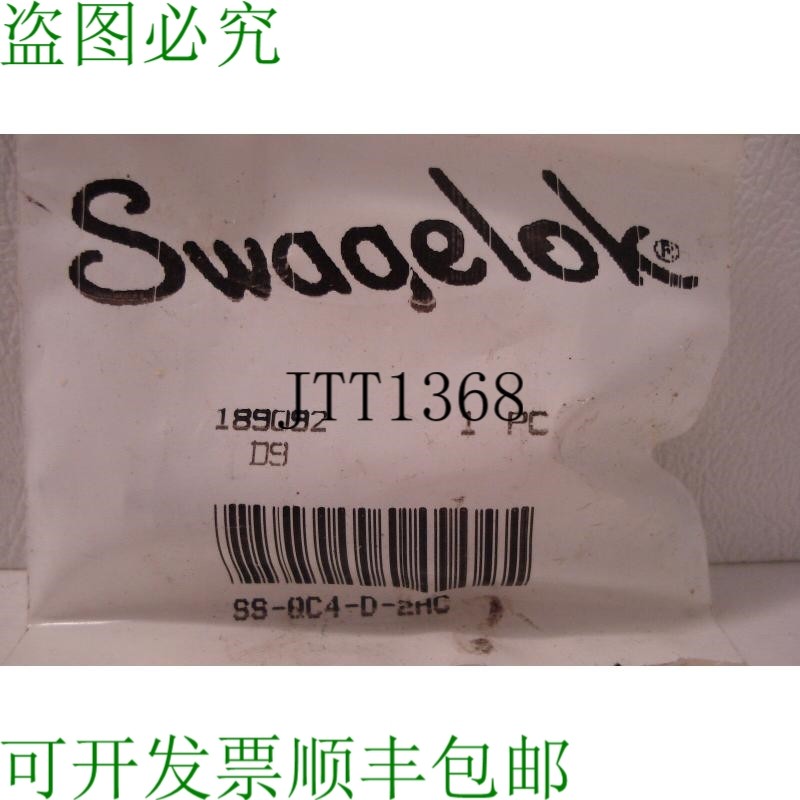 盗图必究
Swagelok®
JTT1368
189092 1 PC
D9
SS-QC4-D-2HC
可开发票顺丰包邮